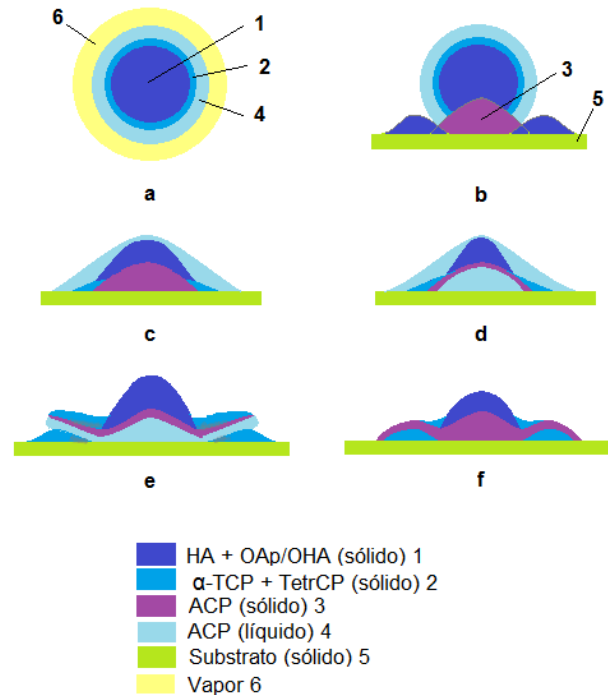 6
1
2
4
a
3
5
b
c
d
e
f
HA + OAp/OHA (sólido) 1
α-TCP + TetrCP (sólido) 2
ACP (sólido) 3
ACP (líquido) 4
Substrato (sólido) 5
Vapor 6